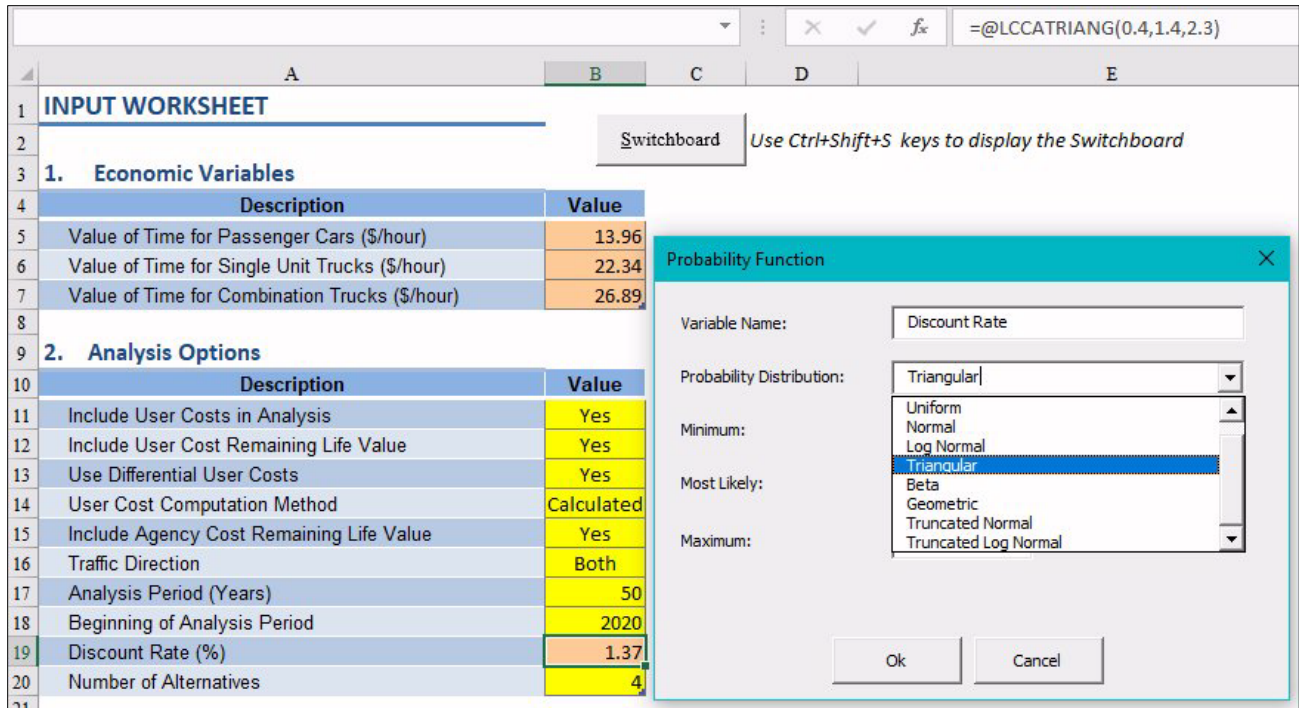 fx =@LCCATRIANG(0.4,1.4,2.3)
A B C D E
1 INPUT WORKSHEET
2 Switchboard Use Ctrl+Shift+S keys to display the Switchboard
3 1. Economic Variables
4 Description Value
5 Value of Time for Passenger Cars ($/hour) 13.96
6 Value of Time for Single Unit Trucks ($/hour) 22.34
7 Value of Time for Combination Trucks ($/hour) 26.89
8
9 2. Analysis Options
10 Description Value
11 Include User Costs in Analysis Yes
12 Include User Cost Remaining Life Value Yes
13 Use Differential User Costs Yes
14 User Cost Computation Method Calculated
15 Include Agency Cost Remaining Life Value Yes
16 Traffic Direction Both
17 Analysis Period (Years) 50
18 Beginning of Analysis Period 2020
19 Discount Rate (%) 1.37
20 Number of Alternatives 4
21
Probability Function
Variable Name: Discount Rate
Probability Distribution: Triangular
Uniform
Normal
Log Normal
Triangular
Beta
Geometric
Truncated Normal
Truncated Log Normal
Minimum:
Most Likely:
Maximum:
Ok Cancel